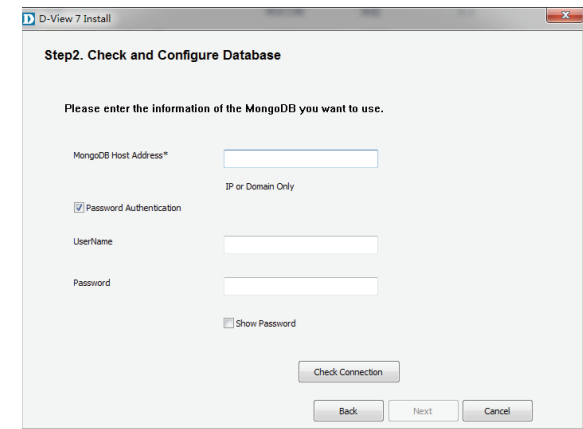 D D-View 7 Install
Step2. Check and Configure Database
Please enter the information of the MongoDB you want to use.
MongoDB Host Address*
IP or Domain Only
Password Authentication
UserName
Password
Show Password
Check Connection
Back Next Cancel